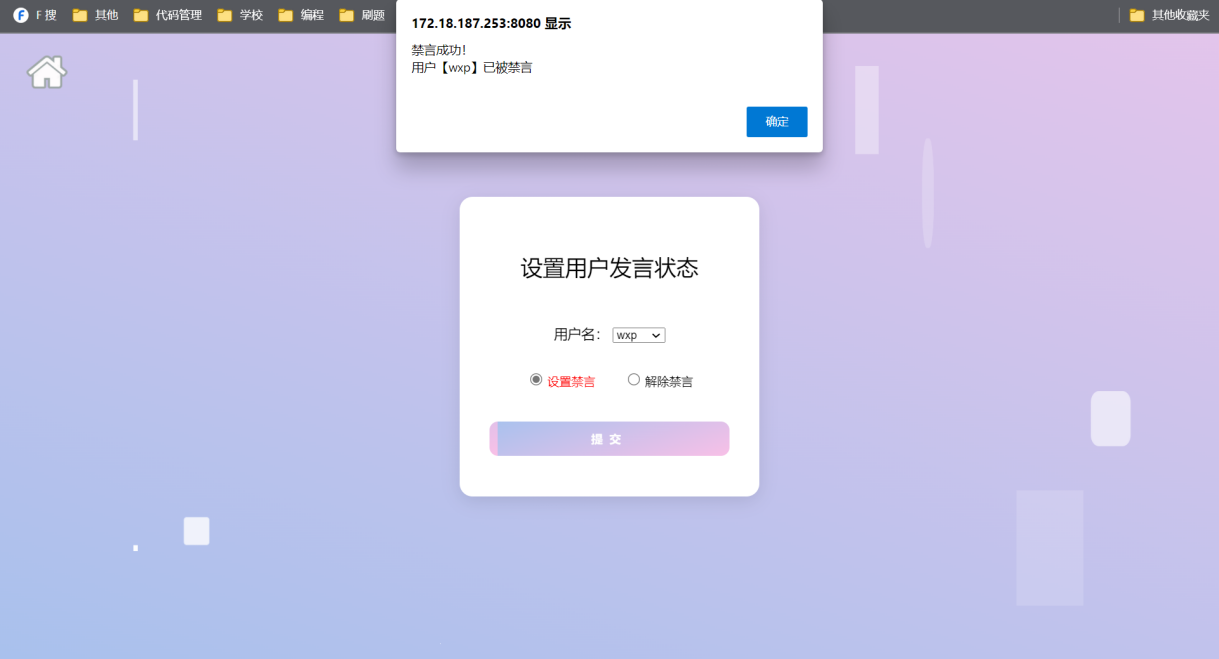 F 搜 其他 代码管理 学校 编程 刷题 其他收藏夹
172.18.187.253:8080 显示
禁言成功!
用户【wxp】已被禁言
确定
设置用户发言状态
用户名： wxp
设置禁言 解除禁言
提 交